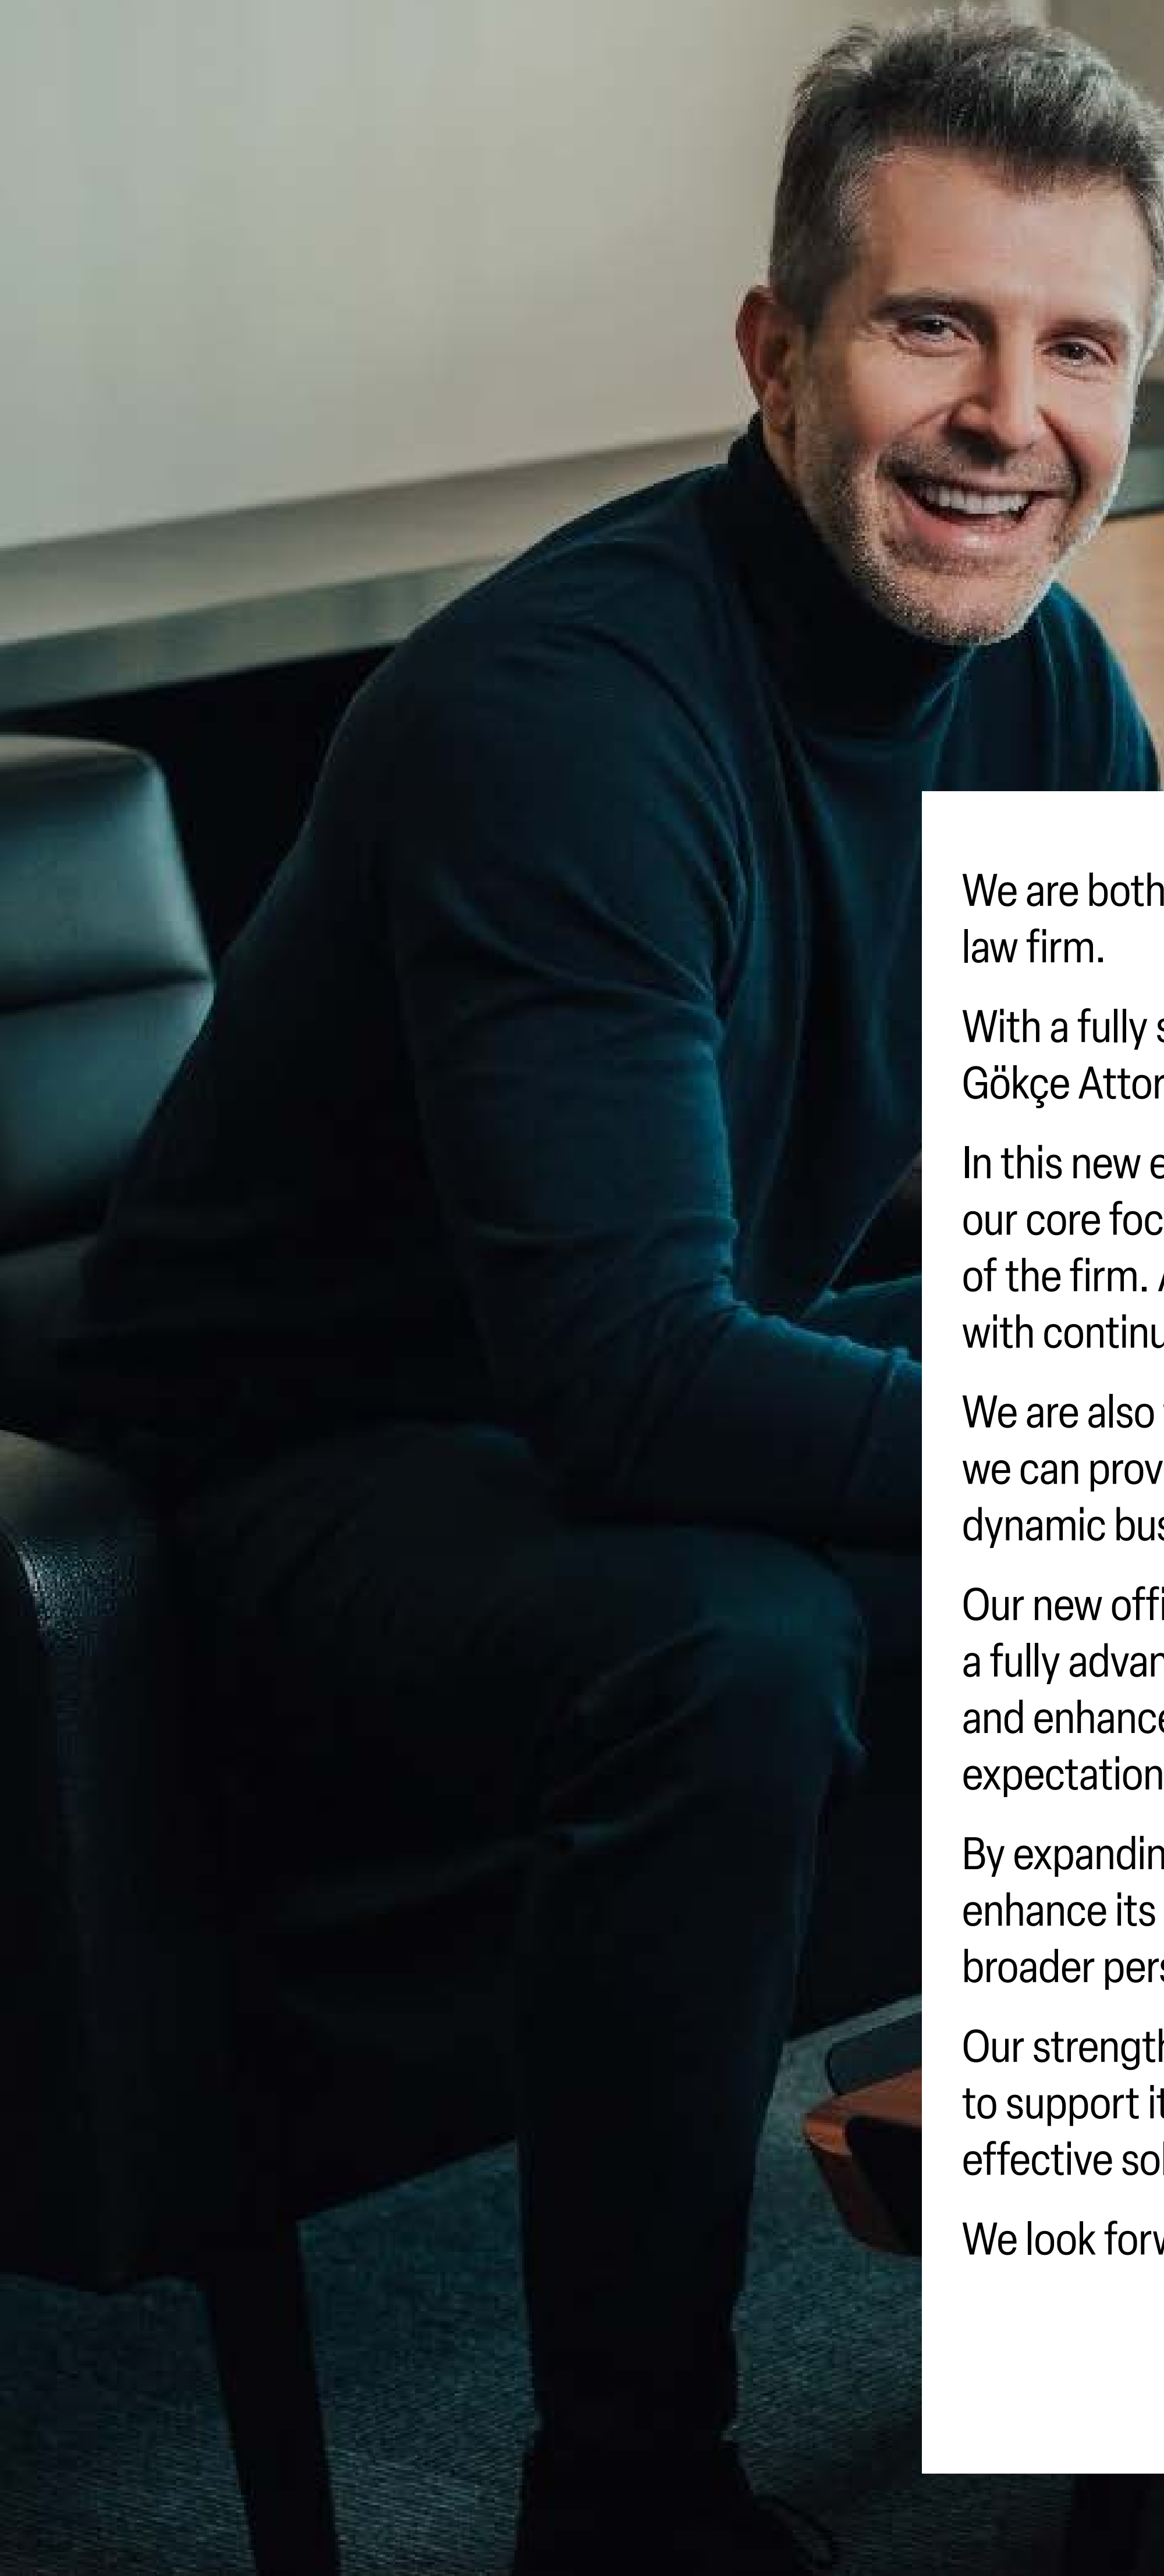 We are both
law firm.
With a fully s
Gökçe Attor
In this new e
our core foc
of the firm. A
with continu
We are also
we can prov
dynamic bus
Our new offi
a fully advan
and enhance
expectation
By expandin
enhance its
broader pers
Our strength
to support it
effective sol
We look forw